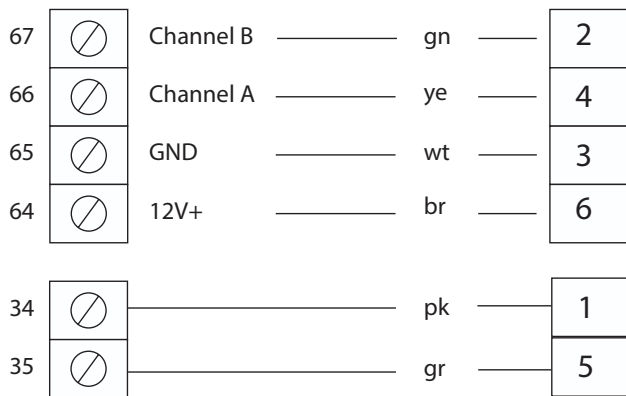 67 Channel B gn 2
66 Channel A ye 4
65 GND wt 3
64 12V+ br 6
34 pk 1
35 gr 5